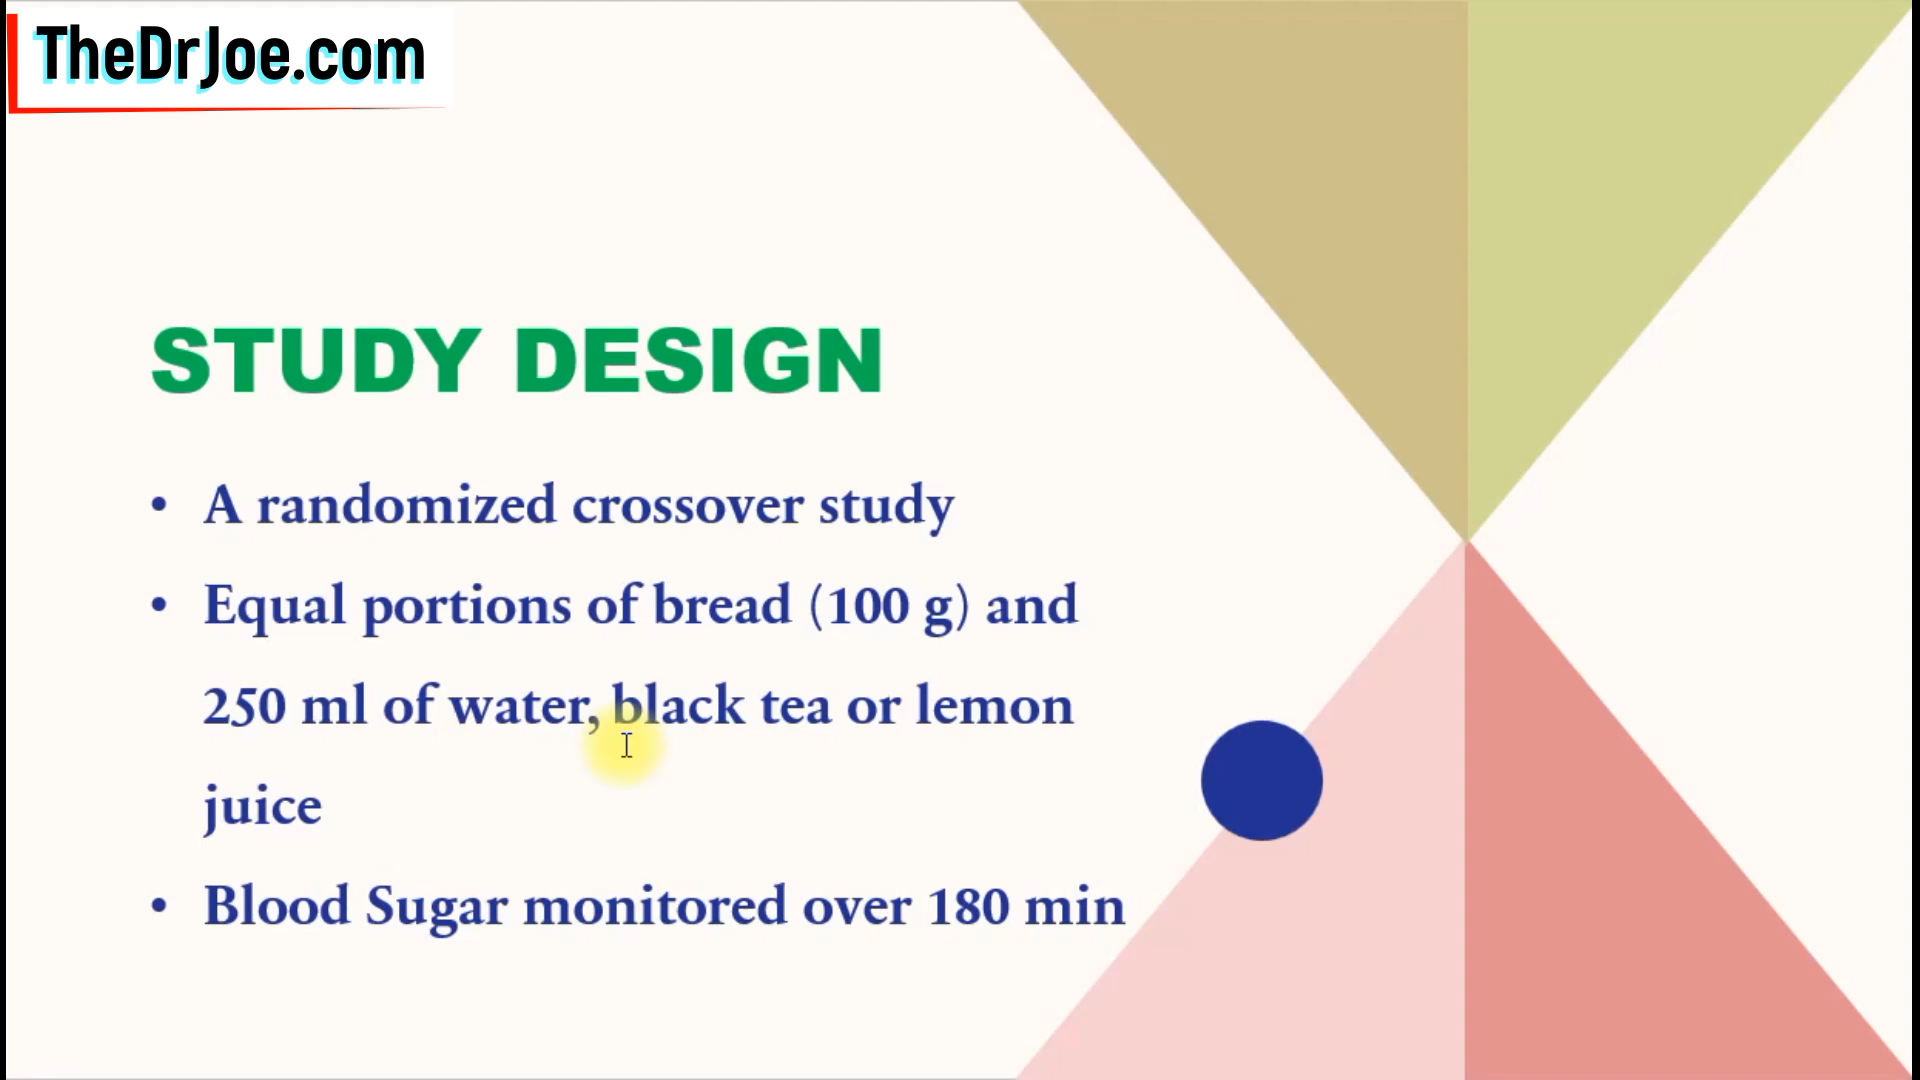 TheDrJoe.com
STUDY DESIGN
• A randomized crossover study
• Equal portions of bread (100 g) and
250 ml of water, black tea or lemon
juice
• Blood Sugar monitored over 180 min